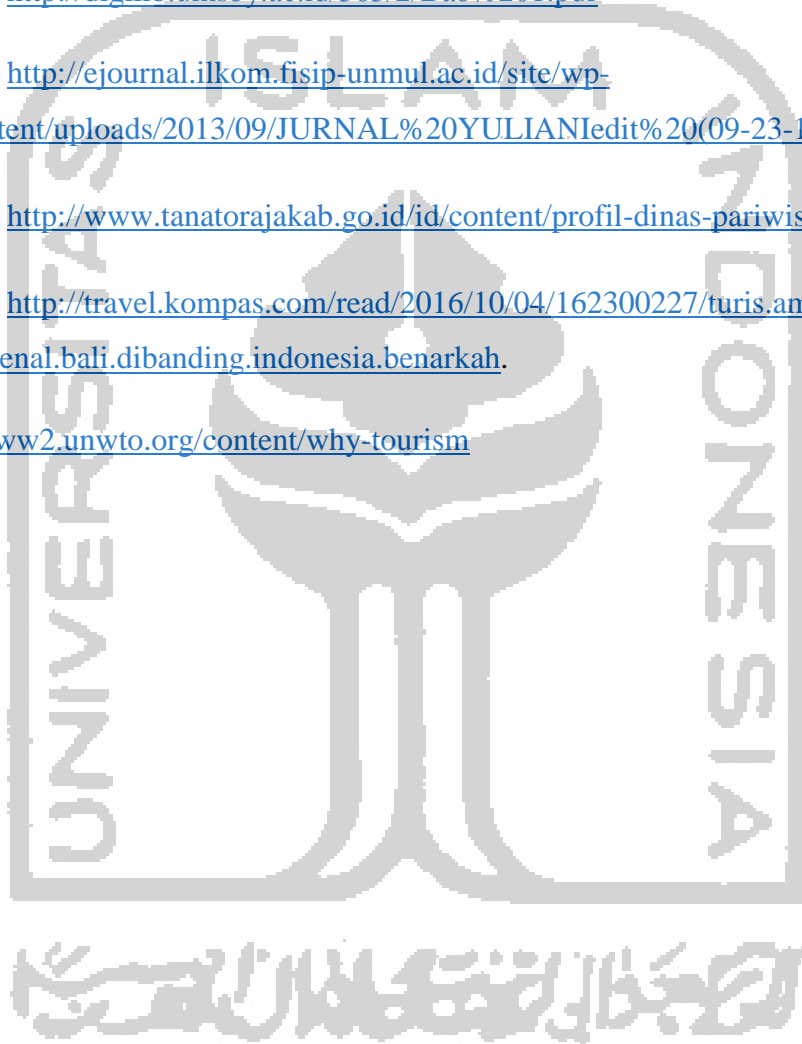 http://ejournal.ilkom.fisip-unmul.ac.id/site/wp-
tent/uploads/2013/09/JURNAL%20YULIANIedit%20(09-23-1
http://www.tanatorajakab.go.id/id/content/profil-dinas-pariwis
http://travel.kompas.com/read/2016/10/04/162300227/turis.am
enal.bali.dibanding.indonesia.benarkah.
ww2.unwto.org/content/why-tourism
UNIVERSITAS
ISLAM
INDONESIA